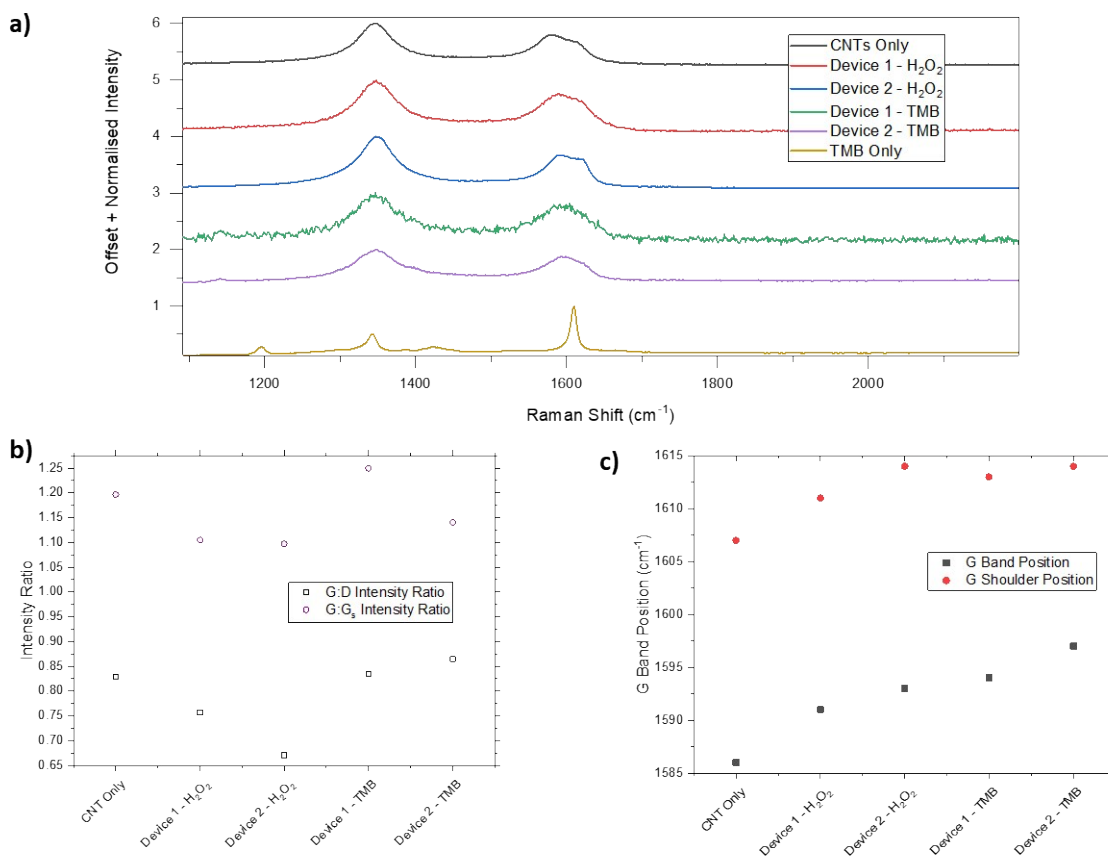 a)
Offset + Normalised Intensity
6
5
4
3
2
1
CNTs Only
Device 1 - H₂O₂
Device 2 - H₂O₂
Device 1 - TMB
Device 2 - TMB
TMB Only
1200 1400 1600 1800 2000
Raman Shift (cm⁻¹)
b)
Intensity Ratio
1.25
1.20
1.15
1.10
1.05
1.00
0.95
0.90
0.85
0.80
0.75
0.70
0.65
G:D Intensity Ratio
G:Gₛ Intensity Ratio
CNT Only
Device 1 - H₂O₂
Device 2 - H₂O₂
Device 1 - TMB
Device 2 - TMB
c)
G Band Position (cm⁻¹)
1615
1610
1605
1600
1595
1590
1585
G Band Position
G Shoulder Position
CNT Only
Device 1 - H₂O₂
Device 2 - H₂O₂
Device 1 - TMB
Device 2 - TMB